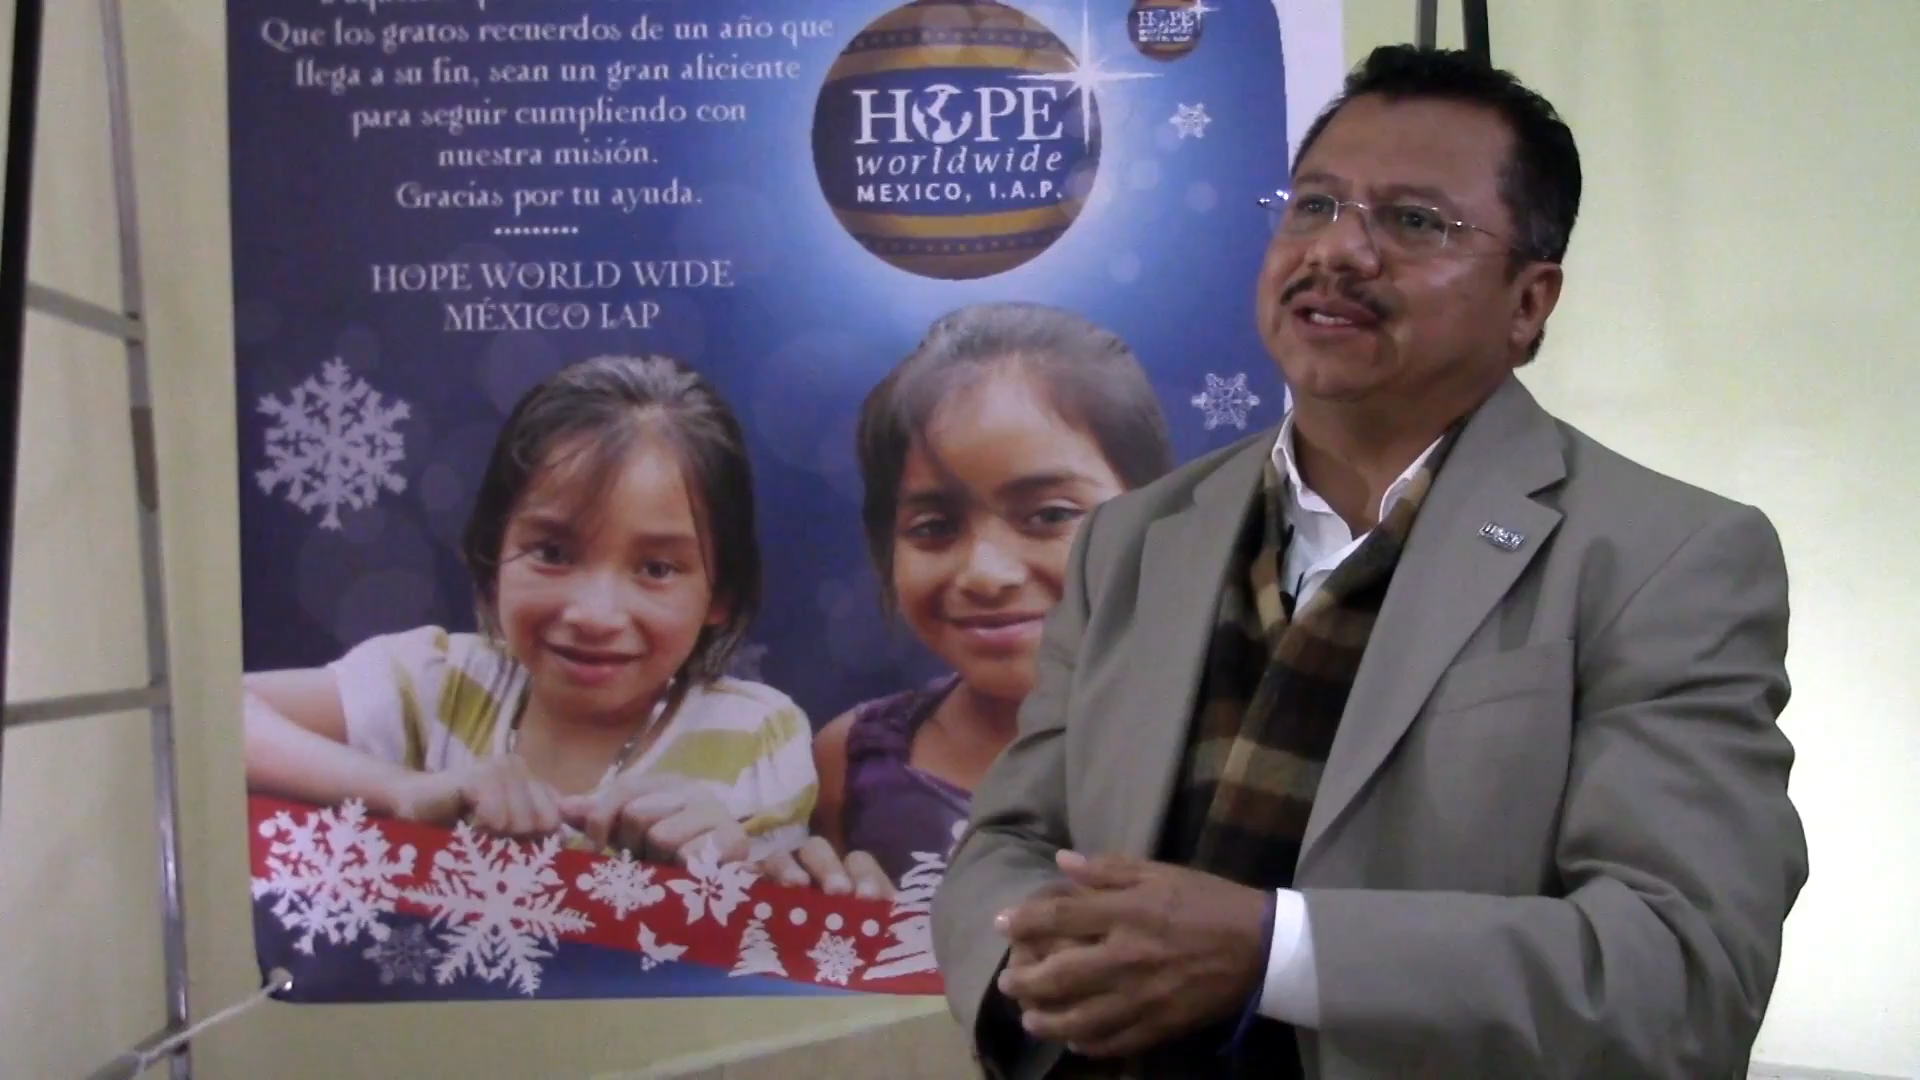 Que los gratos recuerdos de un año que
llega a su fin, sean un gran aliciente
para seguir cumpliendo con
nuestra misión.
Gracias por tu ayuda.
HOPE WORLD WIDE
MÉXICO IAP
HOPE
worldwide
MEXICO, I.A.P.
HOPE